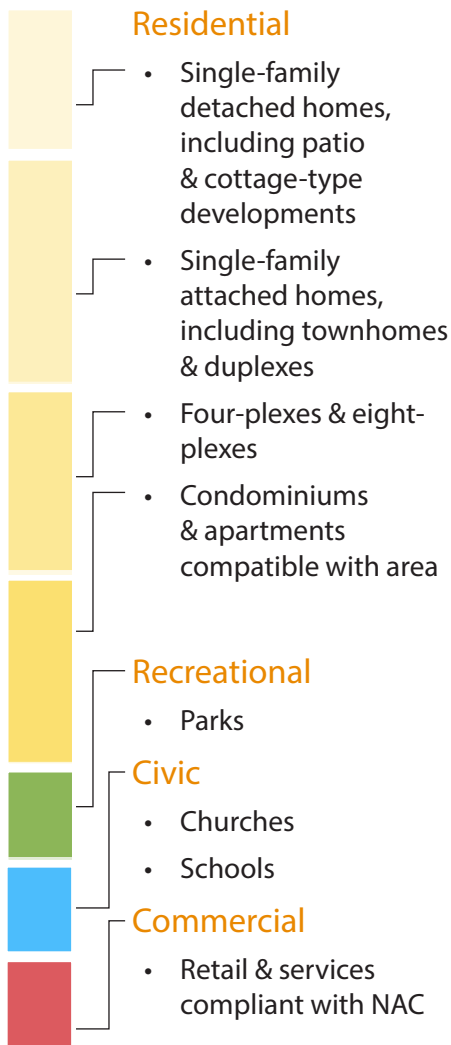 Residential
• Single-family
detached homes,
including patio
& cottage-type
developments
• Single-family
attached homes,
including townhomes
& duplexes
• Four-plexes & eight-
plexes
• Condominiums
& apartments
compatible with area
Recreational
• Parks
Civic
• Churches
• Schools
Commercial
• Retail & services
compliant with NAC